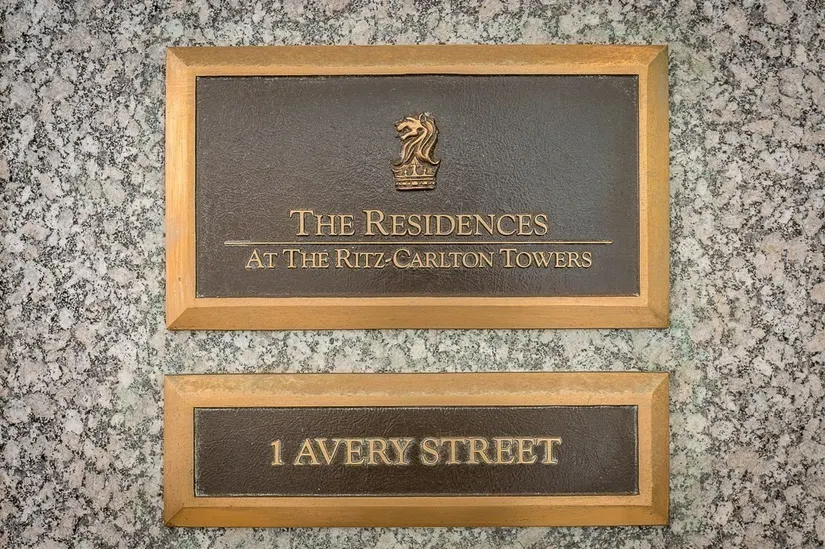 The Residences
At The Ritz-Carlton Towers
1 AVERY STREET